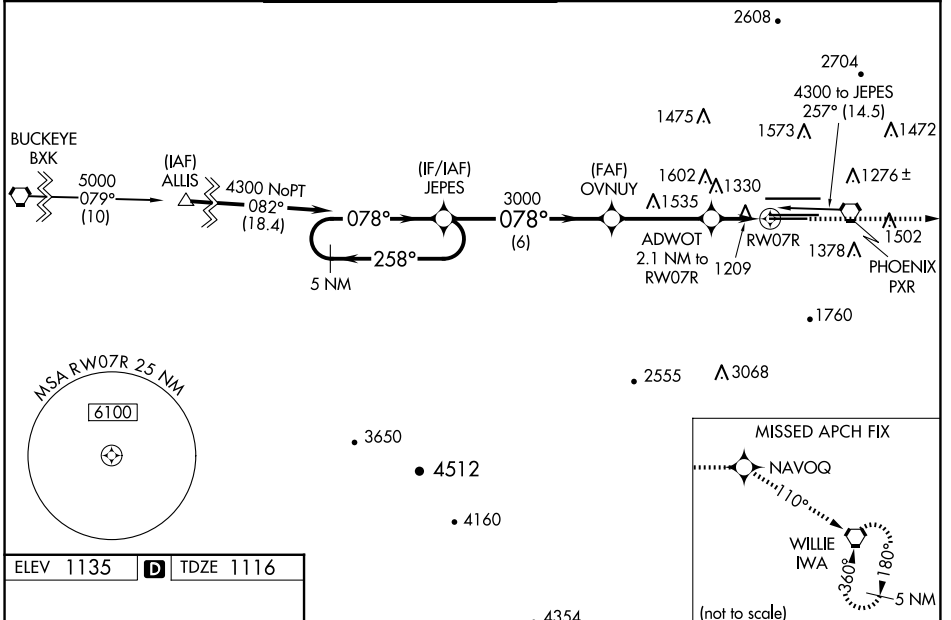 2608
2704
4300 to JEPES
257° (14.5)
1475
1573
1472
BUCKEYE
BXK
5000
079°
(10)
(IAF)
ALLIS
4300 NoPT
082°
(18.4)
(IF/IAF)
JEPES
078°
258°
5 NM
3000
078°
(6)
(FAF)
OVNUY
1602
1330
1535
1276 ±
ADWOT
2.1 NM to
RW07R
1209
RW07R
1378
1502
PHOENIX
PXR
1760
2555
3068
MSA RW07R 25 NM
6100
3650
4512
4160
4354
MISSED APCH FIX
NAVOQ
110°
WILLIE
IWA
360°
180°
5 NM
(not to scale)
ELEV 1135 D TDZE 1116